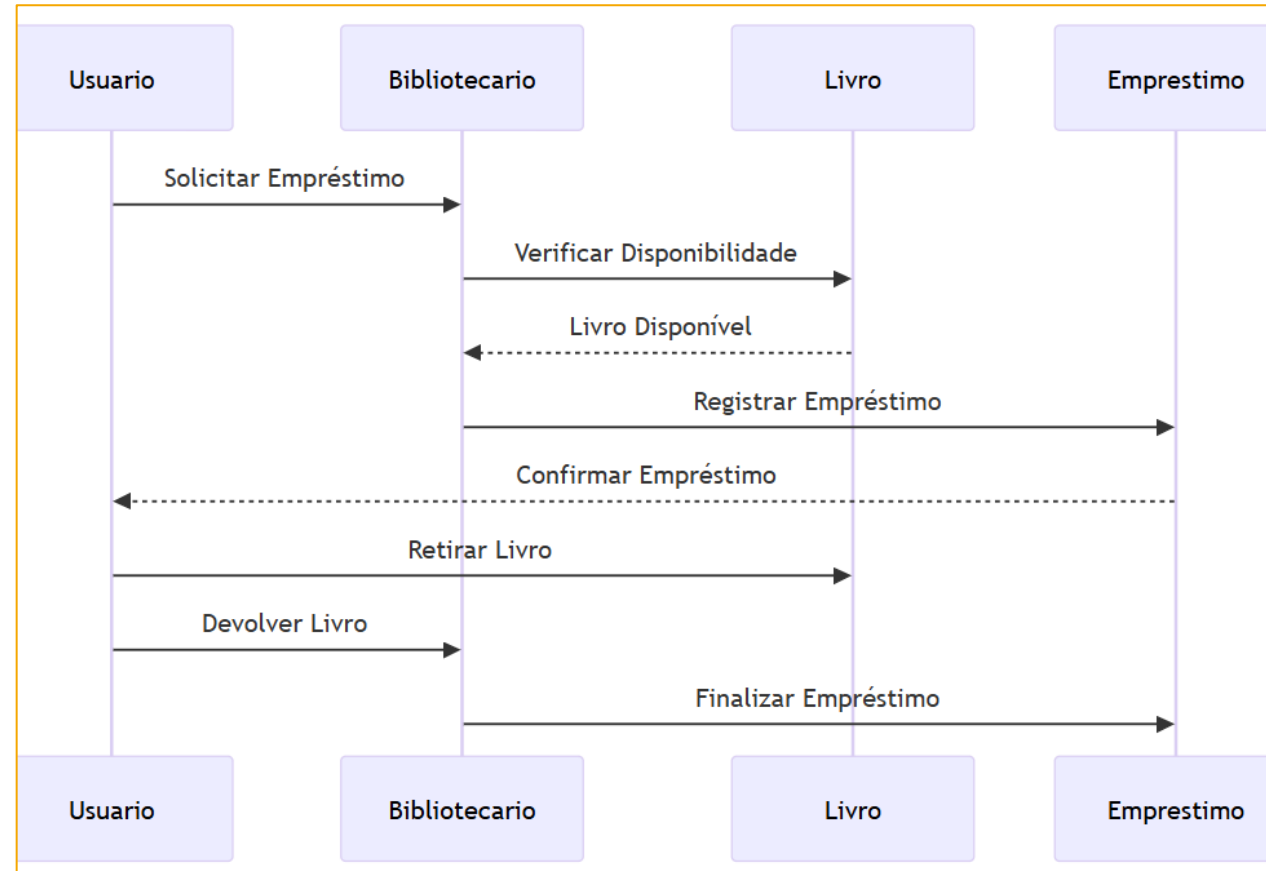 Usuario
Bibliotecario
Livro
Emprestimo
Solicitar Empréstimo
Verificar Disponibilidade
Livro Disponível
Registrar Empréstimo
Confirmar Empréstimo
Retirar Livro
Devolver Livro
Finalizar Empréstimo
Usuario
Bibliotecario
Livro
Emprestimo